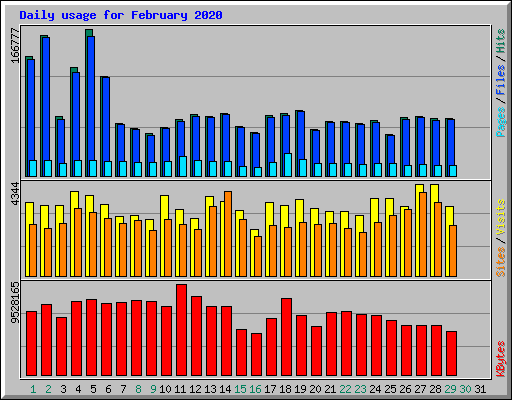 Daily usage for February 2020
166777
Pages / Files / Hits
4344
Sites / Visits
9528165
KBytes
1 2 3 4 5 6 7 8 9 10 11 12 13 14 15 16 17 18 19 20 21 22 23 24 25 26 27 28 29 30 31